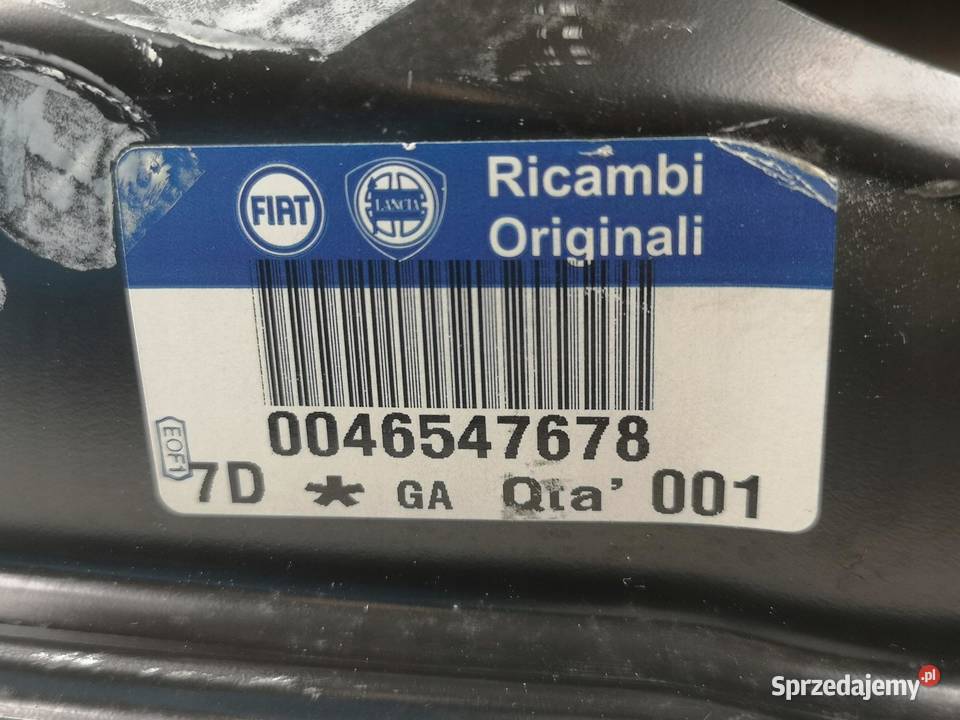 FIAT
LANCIA
Ricambi
Originali
0046547678
EOF1
7D * GA Qta' 001
Sprzedajemy.pl